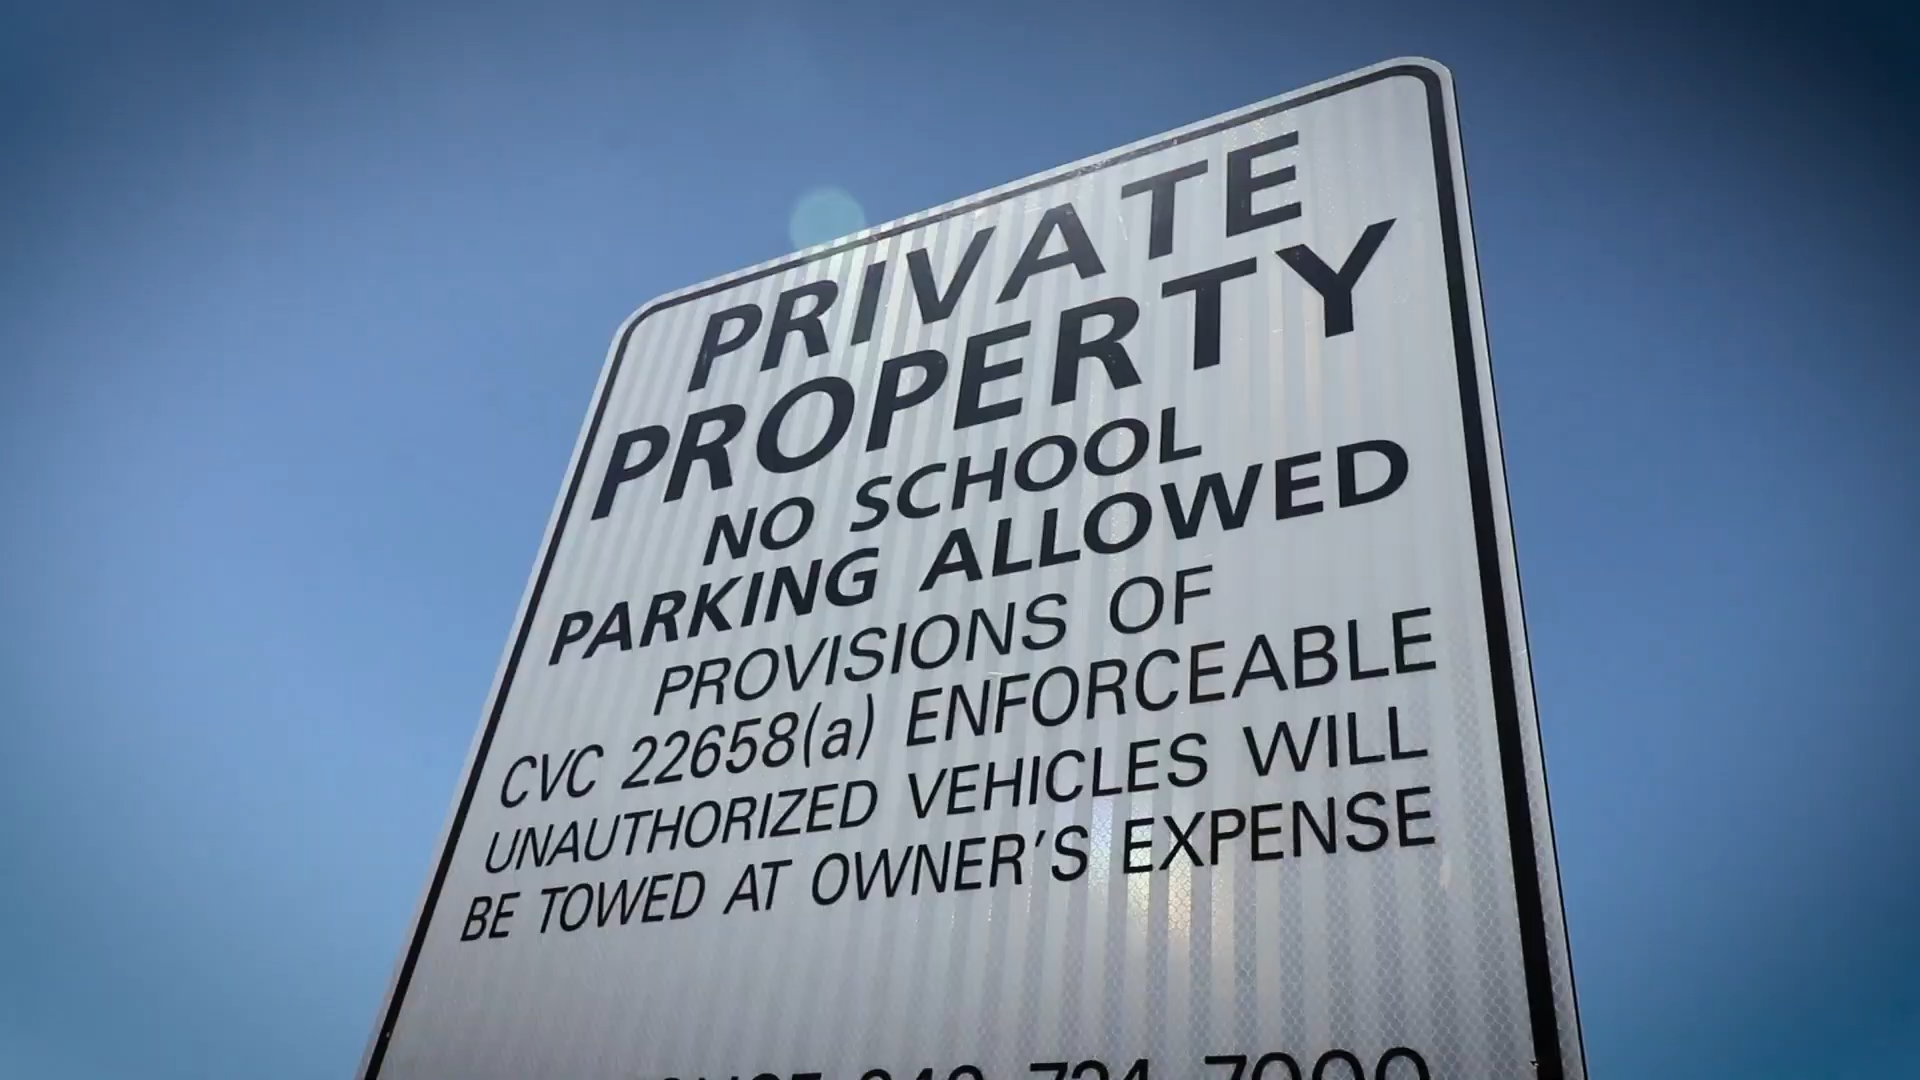 PRIVATE
PROPERTY
NO SCHOOL
PARKING ALLOWED
PROVISIONS OF
CVC 22658(a) ENFORCEABLE
UNAUTHORIZED VEHICLES WILL
BE TOWED AT OWNER'S EXPENSE